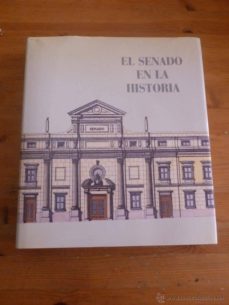 EL SENADO
EN LA
HISTORIA
SENADO